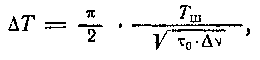 ΔT = π/2 · T_ш/√(τ₀·Δν),